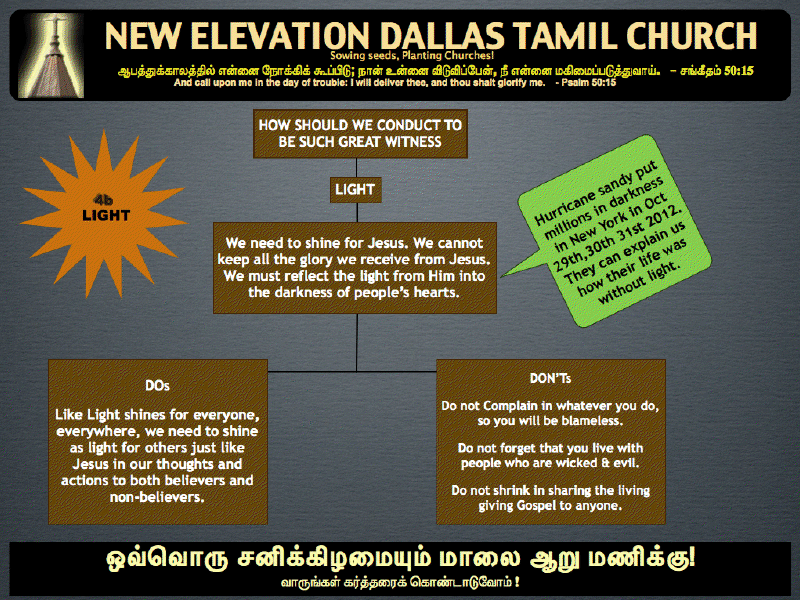 NEW ELEVATION DALLAS TAMIL CHURCH
Sowing seeds, Planting Churches!
ஆபத்துக்காலத்தில் என்னை நோக்கிக் கூப்பிடு; நான் உன்னை விடுவிப்பேன், நீ என்னை மகிமைப்படுத்துவாய். – சங்கீதம் 50:15
And call upon me in the day of trouble: I will deliver thee, and thou shalt glorify me. - Psalm 50:15
HOW SHOULD WE CONDUCT TO
BE SUCH GREAT WITNESS
4b
LIGHT
LIGHT
We need to shine for Jesus. We cannot
keep all the glory we receive from Jesus.
We must reflect the light from Him into
the darkness of people's hearts.
Hurricane sandy put
millions in darkness
in New York in Oct
29th,30th 31st 2012.
They can explain us
how their life was
without light.
DOs
Like Light shines for everyone,
everywhere, we need to shine
as light for others just like
Jesus in our thoughts and
actions to both believers and
non-believers.
DON'Ts
Do not Complain in whatever you do,
so you will be blameless.
Do not forget that you live with
people who are wicked & evil.
Do not shrink in sharing the living
giving Gospel to anyone.
ஒவ்வொரு சனிக்கிழமையும் மாலை ஆறு மணிக்கு!
வாருங்கள் கர்த்தரைக் கொண்டாடுவோம் !